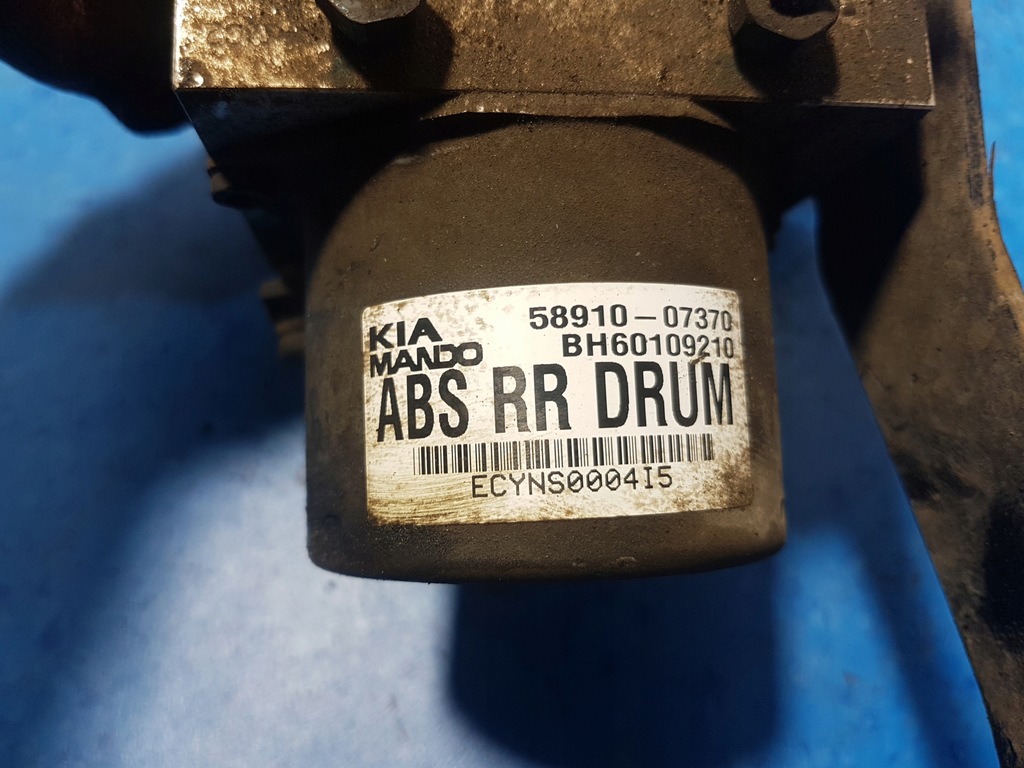 58910-07370
KIA
BH60109210
MANDO
ABS RR DRUM
ECYNS0004I5